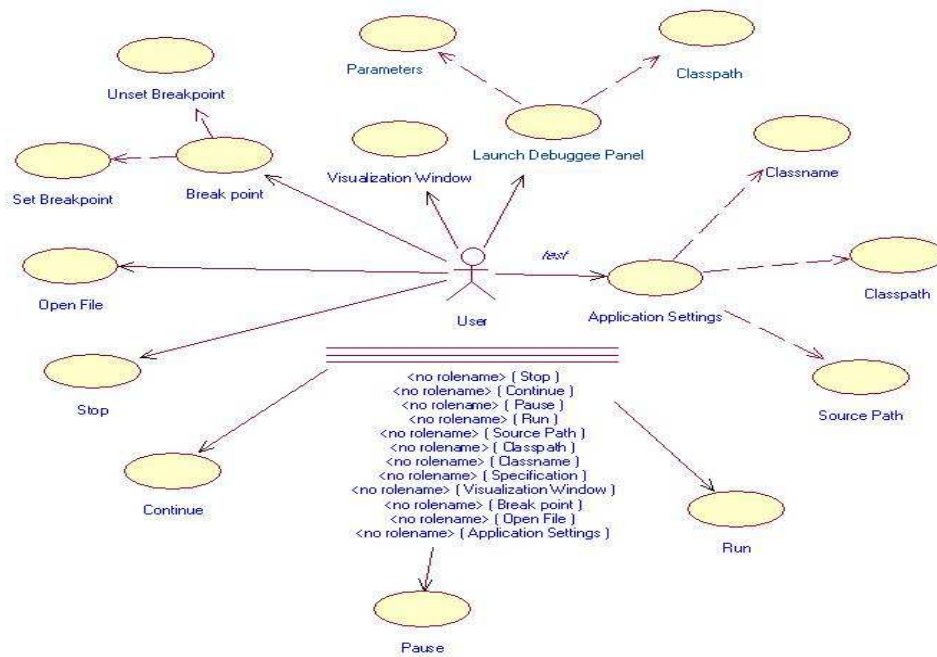 Parameters
Classpath
Unset Breakpoint
Launch Debuggee Panel
Visualization Window
Classname
Set Breakpoint
Break point
test
Open File
Classpath
User
Application Settings
Stop
<no rolename> ( Stop )
<no rolename> ( Continue )
<no rolename> ( Pause )
<no rolename> ( Run )
<no rolename> ( Source Path )
<no rolename> ( Classpath )
<no rolename> ( Classname )
<no rolename> ( Specification )
<no rolename> ( Visualization Window )
<no rolename> ( Break point )
<no rolename> ( Open File )
<no rolename> ( Application Settings )
Source Path
Continue
Run
Pause